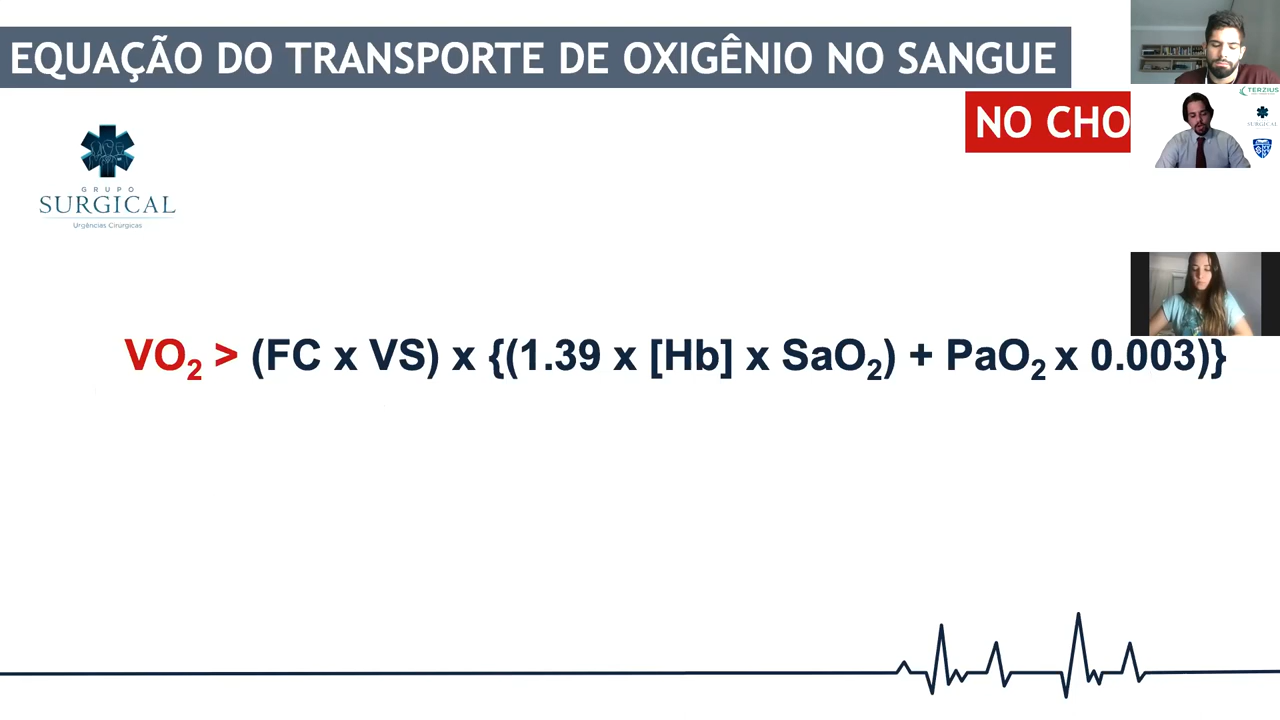 EQUAÇÃO DO TRANSPORTE DE OXIGÊNIO NO SANGUE
NO CHO
TERZIUS
SURGICAL
GRUPO
SURGICAL
Urgências Cirurgicas
VO₂ > (FC x VS) x {(1.39 x [Hb] x SaO₂) + PaO₂ x 0.003)}